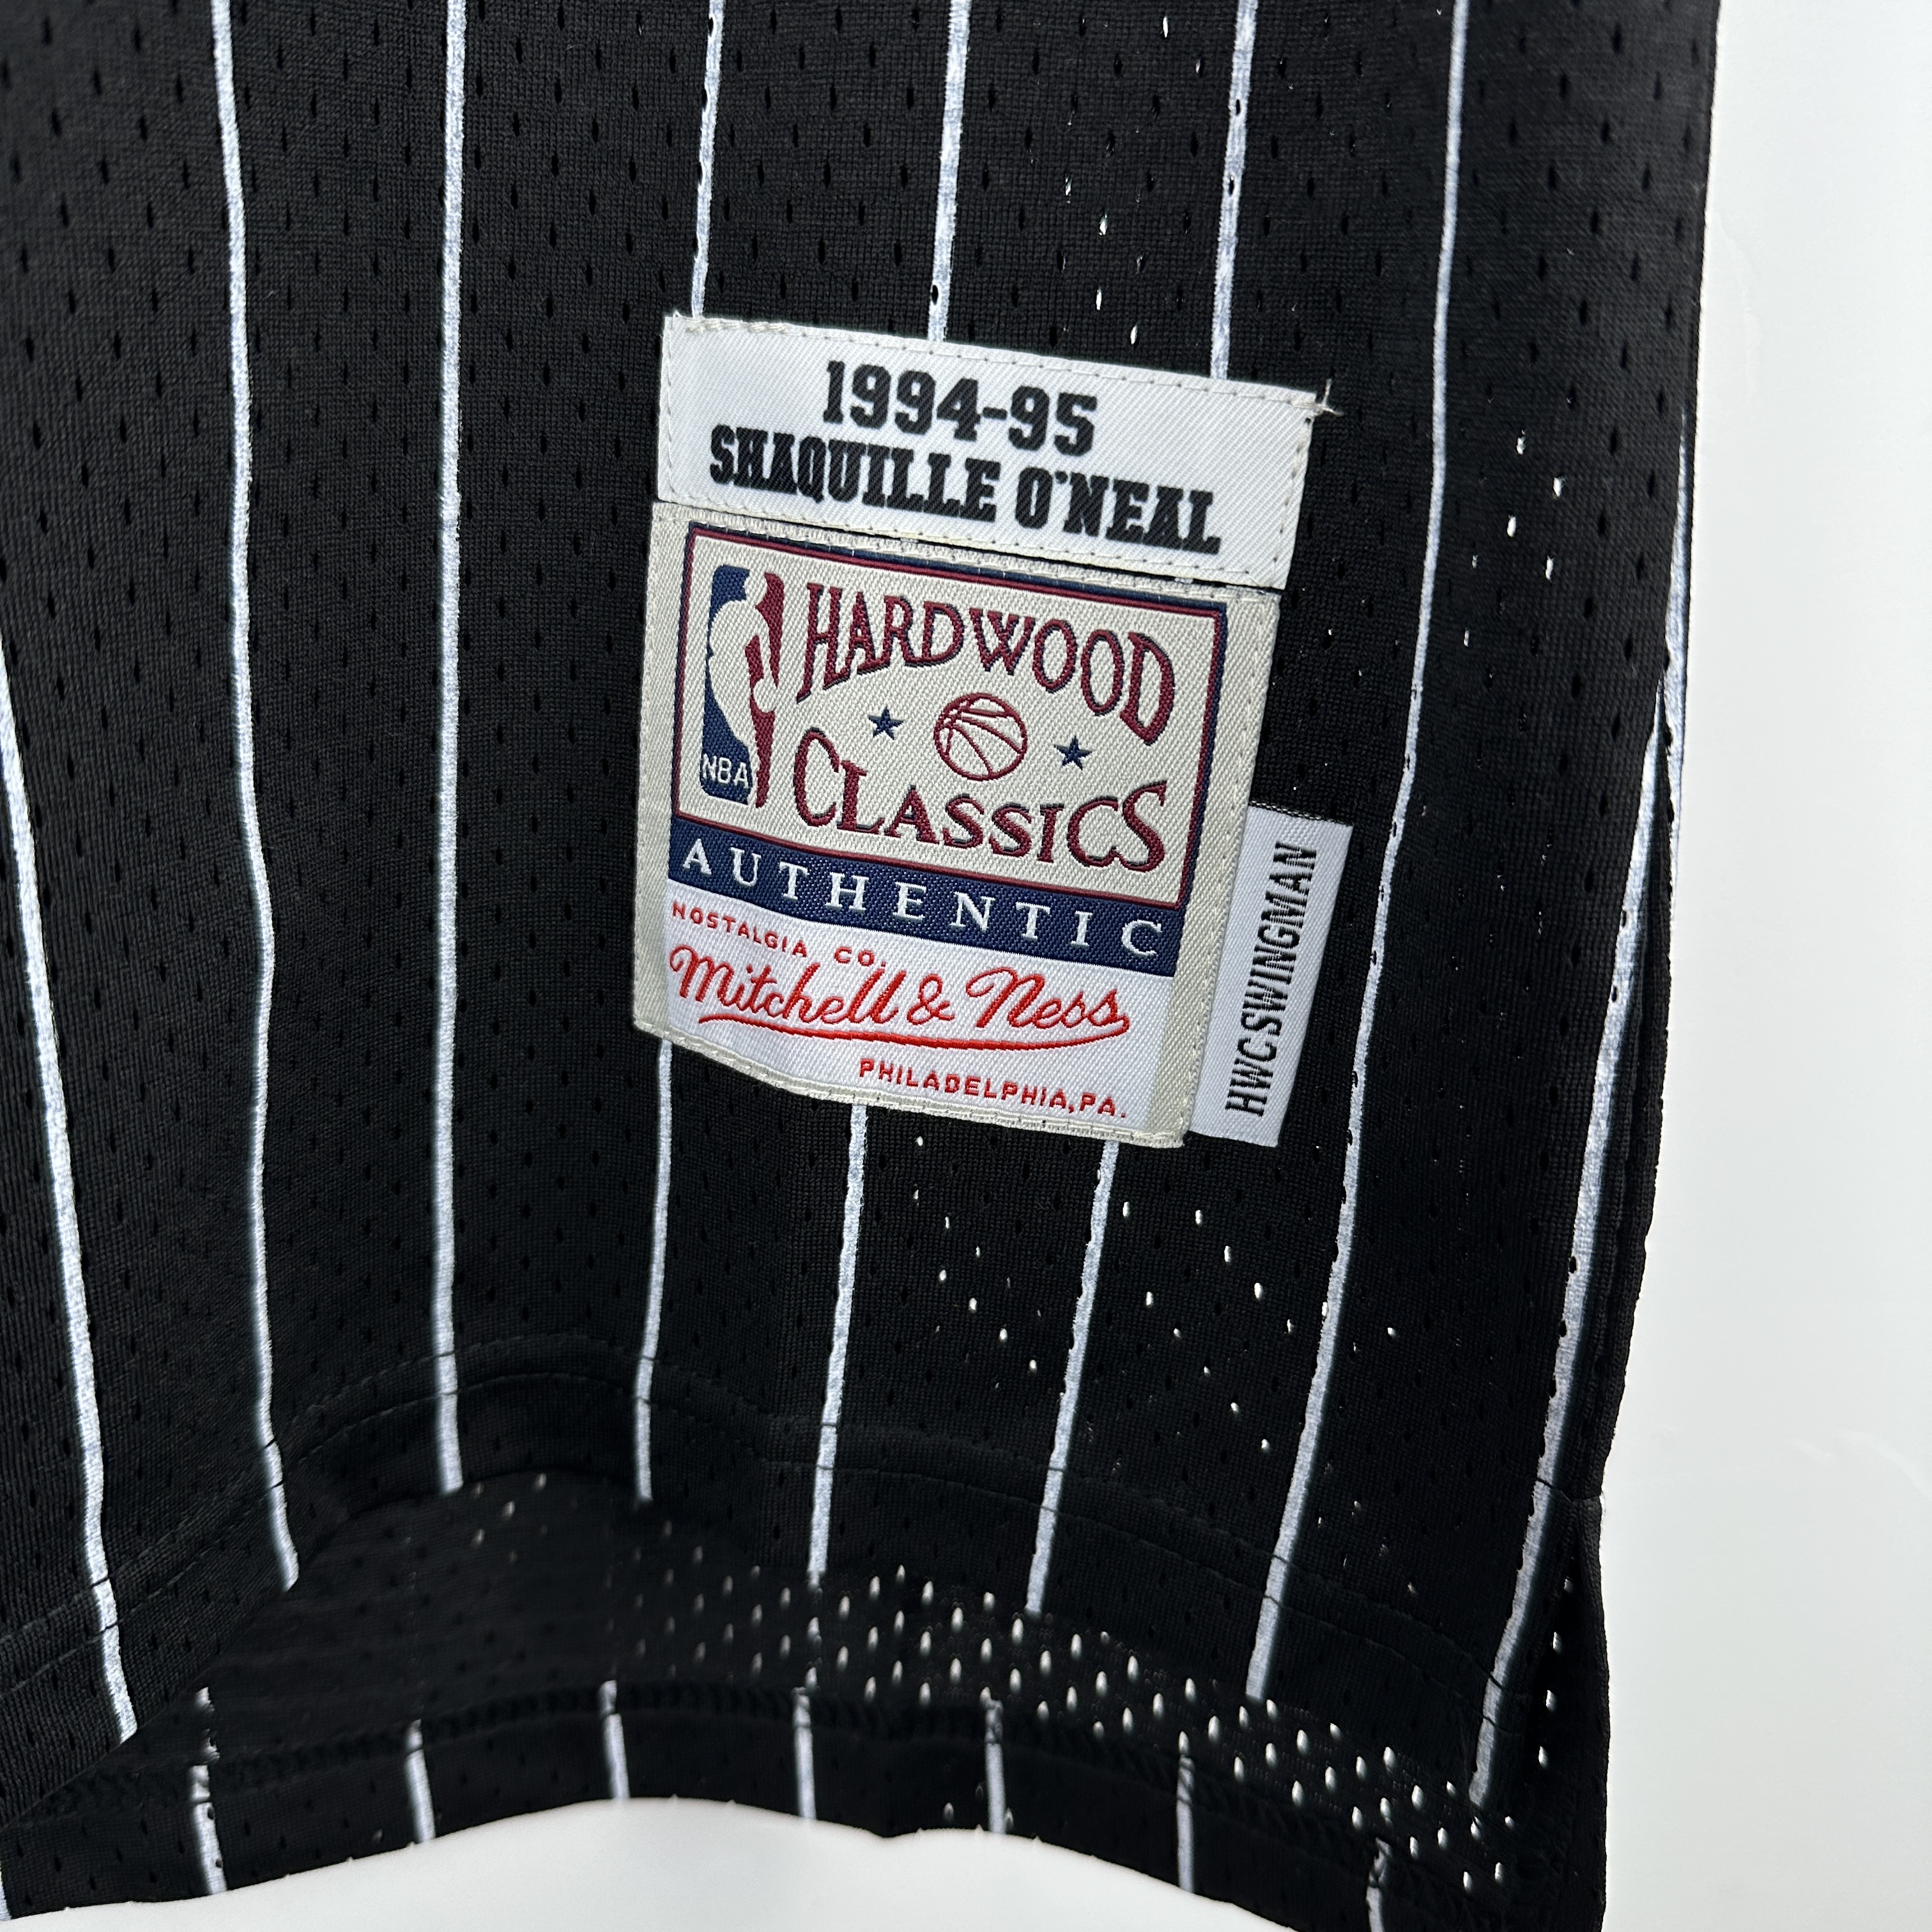 1994-95
SHAQUILLE O'NEAL
HARDWOOD
CLASSICS
NBA
AUTHENTIC
NOSTALGIA CO.
Mitchell & Ness
PHILADELPHIA, PA.
HWCSWINGMAN